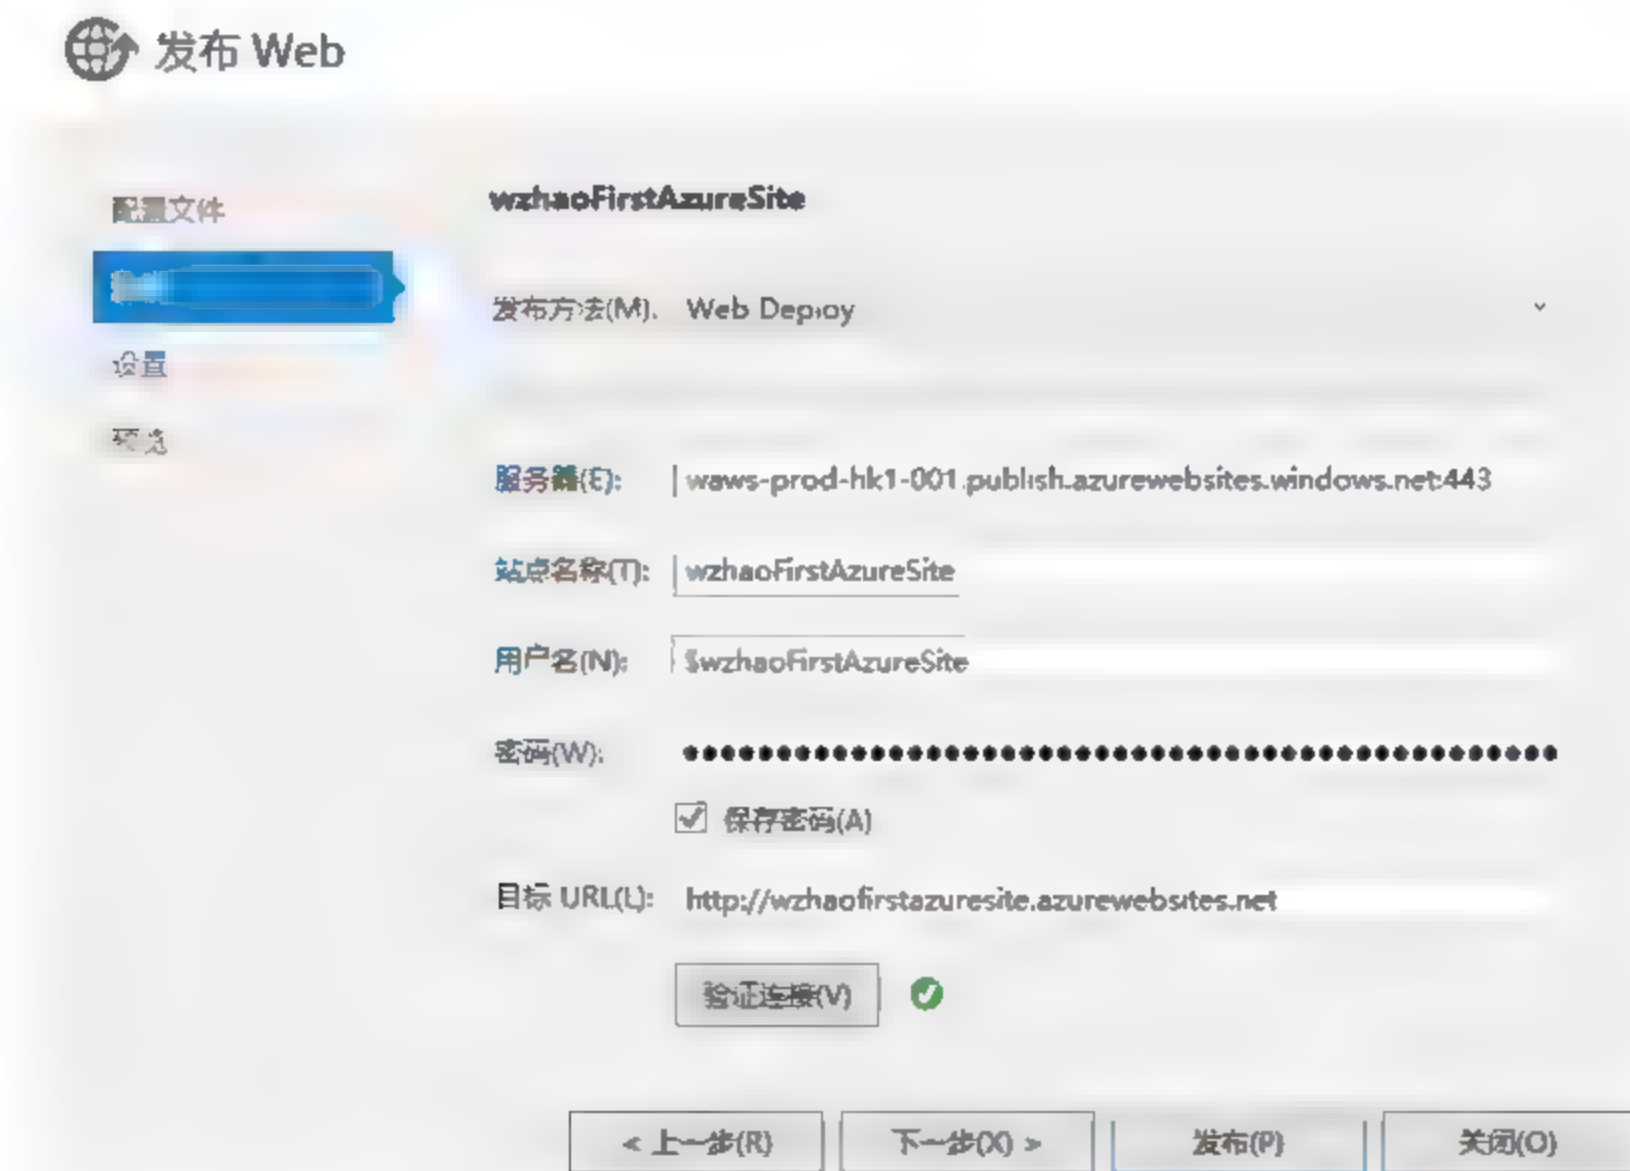 发布 Web
配置文件
设置
预览
wzhaoFirstAzureSite
发布方法(M): Web Deploy
服务器(E): waws-prod-hk1-001.publish.azurewebsites.windows.net:443
站点名称(T): wzhaoFirstAzureSite
用户名(N): $wzhaoFirstAzureSite
密码(W): ●●●●●●●●●●●●●●●●●●●●●●●●●●●●●●●●●●●●●●●●●●●●●●●
保存密码(A)
目标 URL(L): http://wzhaofirstazuresite.azurewebsites.net
验证连接(V)
< 上一步(R) 下一步(X) > 发布(P) 关闭(O)